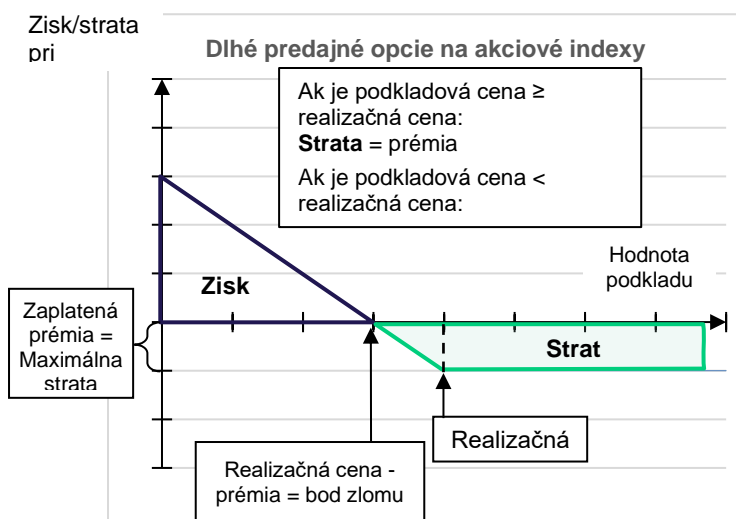 Zisk/strata
pri
Dlhé predajné opcie na akciové indexy
Ak je podkladová cena ≥
realizačná cena:
Strata = prémia
Ak je podkladová cena <
realizačná cena:
Hodnota
podkladu
Zisk
Zaplatená
prémia =
Maximálna
strata
Strat
Realizačná
Realizačná cena -
prémia = bod zlomu